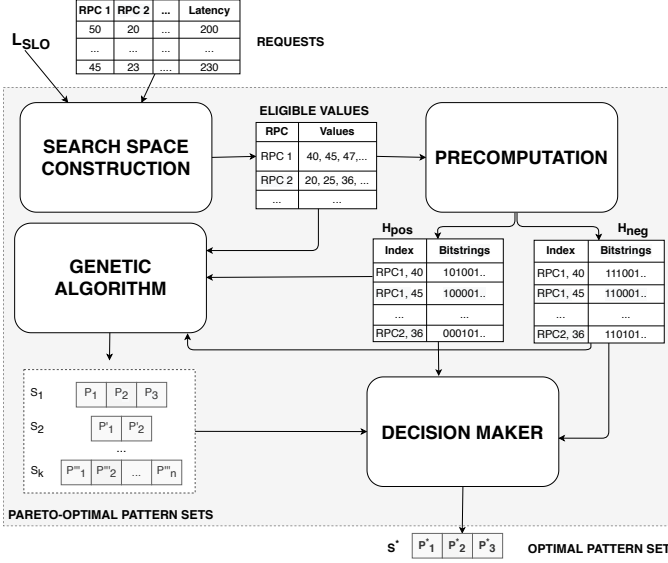 RPC 1 RPC 2 ... Latency
50 20 ... 200
... ... ... ...
45 23 .... 230
LSLO
REQUESTS
SEARCH SPACE
CONSTRUCTION
ELIGIBLE VALUES
RPC Values
RPC 1 40, 45, 47,...
RPC 2 20, 25, 36, ...
... ...
PRECOMPUTATION
GENETIC
ALGORITHM
Hpos
Index Bitstrings
RPC1, 40 101001..
RPC1, 45 100001..
... ...
RPC2, 36 000101..
Hneg
Index Bitstrings
RPC1, 40 111001..
RPC1, 45 110001..
... ...
RPC2, 36 110101..
S1 P1 P2 P3
S2 P'1 P'2
...
Sk P'''1 P'''2 ... P'''n
PARETO-OPTIMAL PATTERN SETS
DECISION MAKER
S* P*1 P*2 P*3
OPTIMAL PATTERN SET